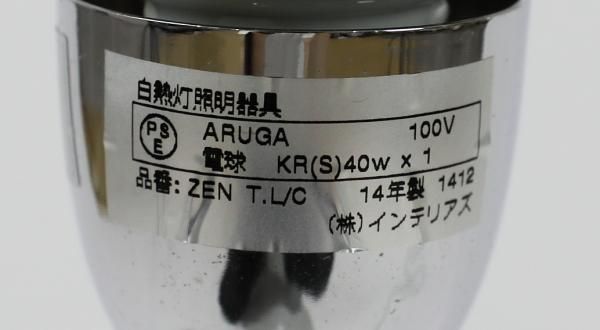 白熱灯照明器具
PS E ARUGA 100V
電球 KR(S)40w x 1
品番: ZEN T.L/C 14年製 1412
(株)インテリアズ